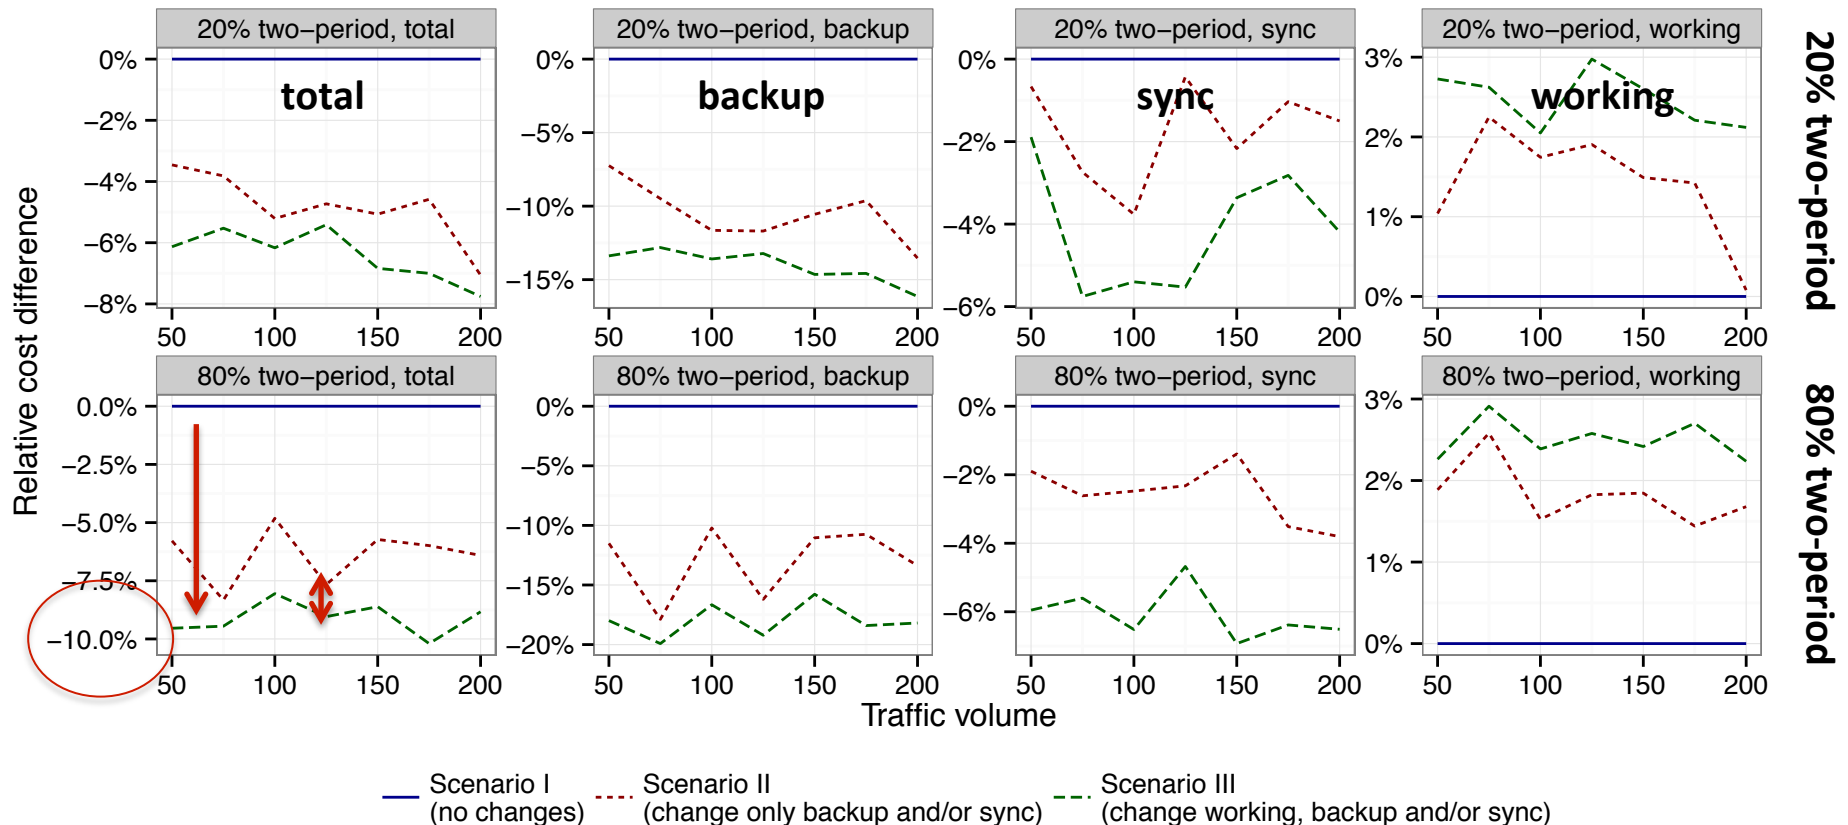 20% two−period, total
20% two−period, backup
20% two−period, sync
20% two−period, working
total
backup
sync
working
20% two-period
0%
−2%
−4%
−6%
−8%
0%
−5%
−10%
−15%
0%
−2%
−4%
−6%
3%
2%
1%
0%
50 100 150 200
50 100 150 200
50 100 150 200
50 100 150 200
Relative cost difference
80% two−period, total
80% two−period, backup
80% two−period, sync
80% two−period, working
80% two-period
0.0%
−2.5%
−5.0%
−7.5%
−10.0%
0%
−5%
−10%
−15%
−20%
0%
−2%
−4%
−6%
3%
2%
1%
0%
50 100 150 200
50 100 150 200
50 100 150 200
50 100 150 200
Traffic volume
Scenario I
(no changes)
Scenario II
(change only backup and/or sync)
Scenario III
(change working, backup and/or sync)